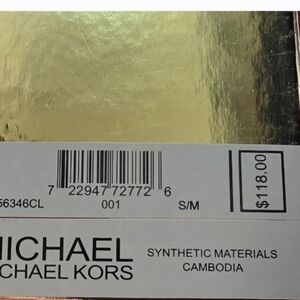 7 22947 72772 6
56346CL 001 S/M
$118.00
MICHAEL
MICHAEL KORS
SYNTHETIC MATERIALS
CAMBODIA